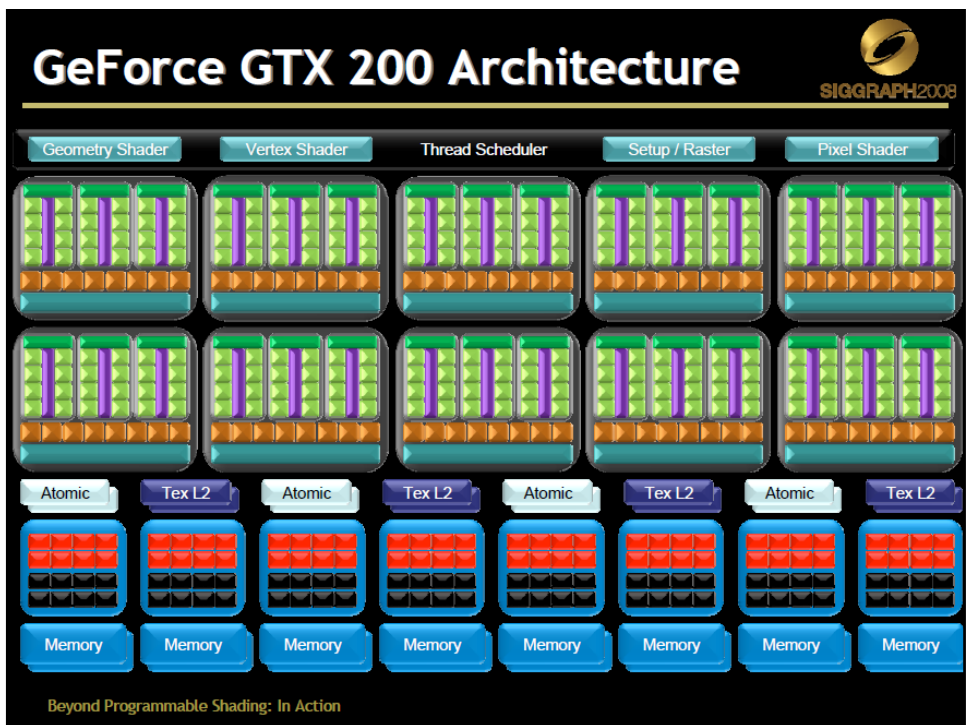 GeForce GTX 200 Architecture
SIGGRAPH2008
Geometry Shader
Vertex Shader
Thread Scheduler
Setup / Raster
Pixel Shader
Atomic
Tex L2
Atomic
Tex L2
Atomic
Tex L2
Atomic
Tex L2
Memory
Memory
Memory
Memory
Memory
Memory
Memory
Memory
Beyond Programmable Shading: In Action